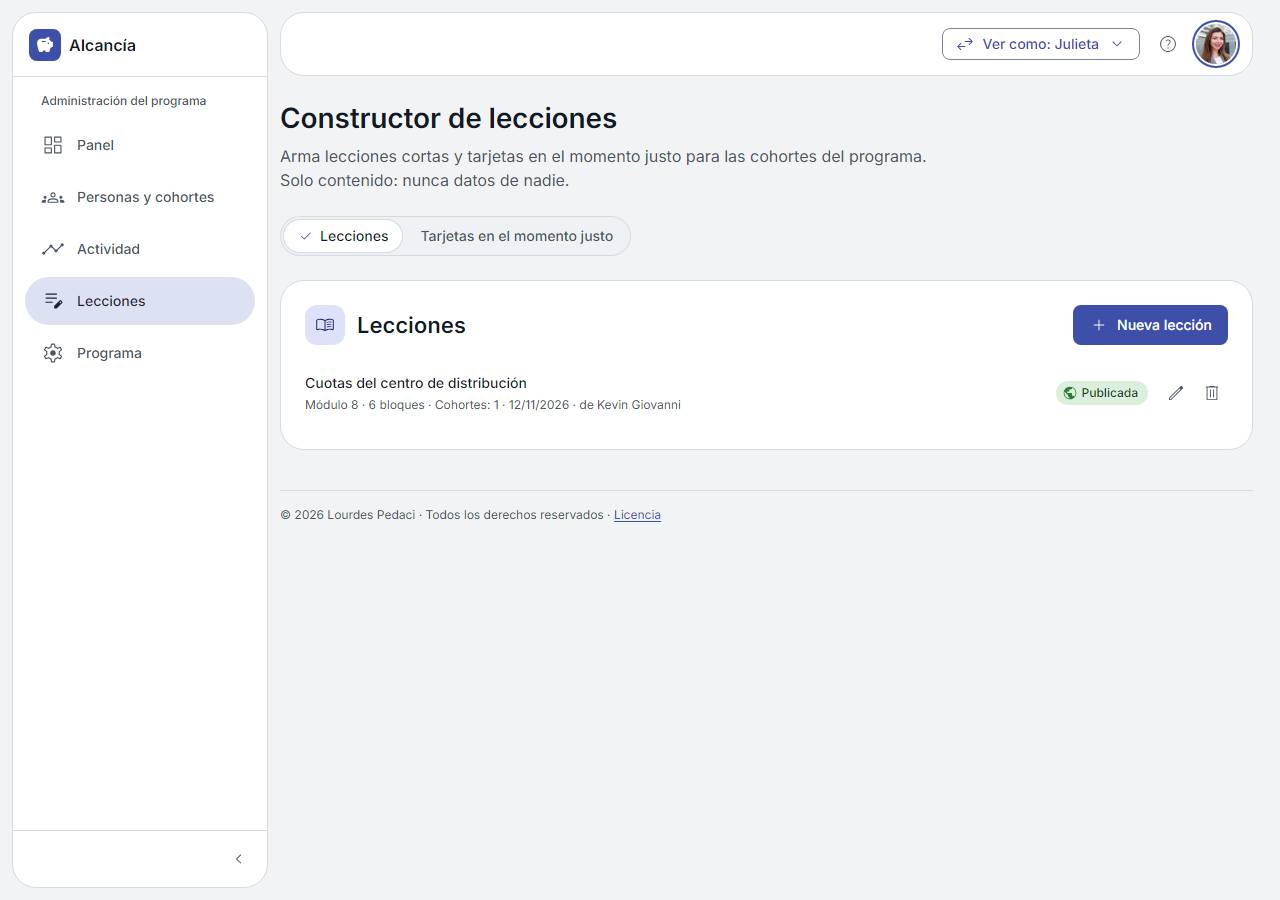 Alcancía
Administración del programa
Panel
Personas y cohortes
Actividad
Lecciones
Programa
Ver como: Julieta
Constructor de lecciones
Arma lecciones cortas y tarjetas en el momento justo para las cohortes del programa.
Solo contenido: nunca datos de nadie.
Lecciones
Tarjetas en el momento justo
Lecciones
Nueva lección
Cuotas del centro de distribución
Módulo 8 · 6 bloques · Cohortes: 1 · 12/11/2026 · de Kevin Giovanni
Publicada
© 2026 Lourdes Pedaci · Todos los derechos reservados · Licencia